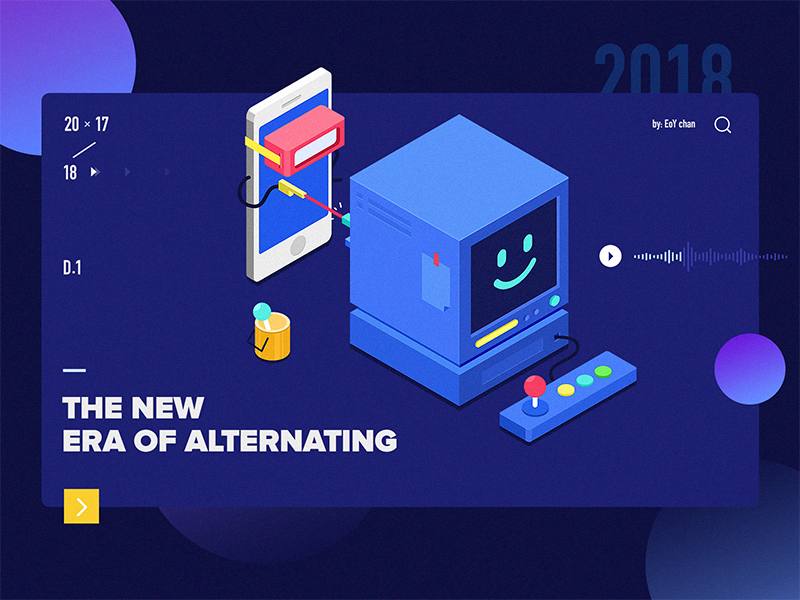 2018
20 × 17
by: EoY chan
18
D.1
THE NEW
ERA OF ALTERNATING